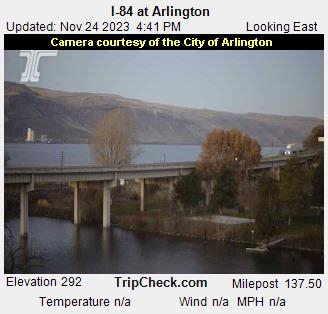 I-84 at Arlington
Updated: Nov 24 2023 4:41 PM Looking East
Camera courtesy of the City of Arlington
Elevation 292 TripCheck.com Milepost 137.50
Temperature n/a Wind n/a MPH n/a